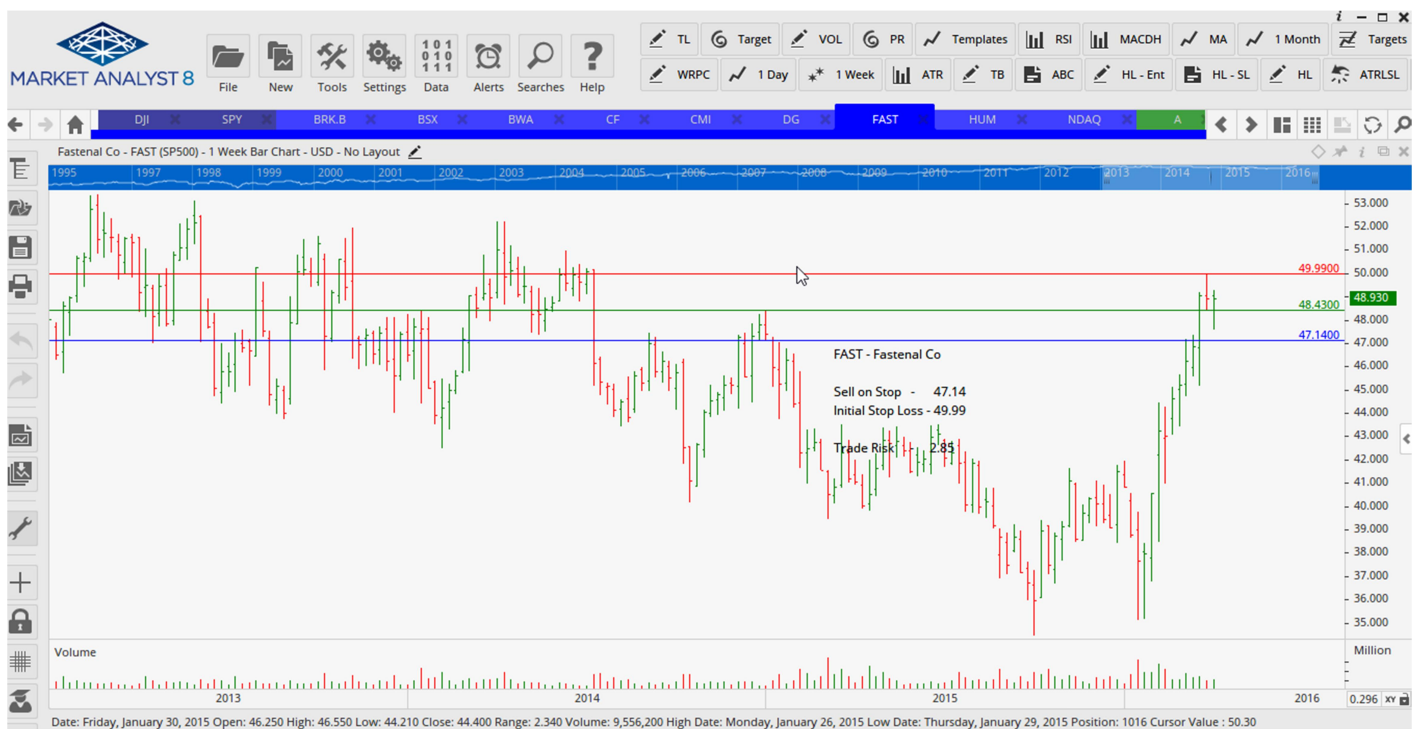 i
MARKET ANALYST 8
File New Tools Settings Data Alerts Searches Help
101
010
111
TL Target VOL PR Templates RSI MACDH MA 1 Month Targets
WRPC 1 Day 1 Week ATR TB ABC HL - Ent HL - SL HL ATRLSL
DJI SPY BRK.B BSX BWA CF CMI DG FAST HUM NDAQ A
Fastenal Co - FAST (SP500) - 1 Week Bar Chart - USD - No Layout
1995 1997 1998 1999 2000 2001 2002 2003 2004 2005 2006 2007 2008 2009 2010 2011 2012 2013 2014 2015 2016
53.000
52.000
51.000
49.9900 50.000
48.930
48.4300
48.000
47.1400 47.000
46.000
45.000
44.000
43.000
42.000
41.000
40.000
39.000
38.000
37.000
36.000
35.000
FAST - Fastenal Co
Sell on Stop - 47.14
Initial Stop Loss - 49.99
Trade Risk - 2.85
Volume Million
2013 2014 2015 2016 0.296 XY
Date: Friday, January 30, 2015 Open: 46.250 High: 46.550 Low: 44.210 Close: 44.400 Range: 2.340 Volume: 9,556,200 High Date: Monday, January 26, 2015 Low Date: Thursday, January 29, 2015 Position: 1016 Cursor Value : 50.30